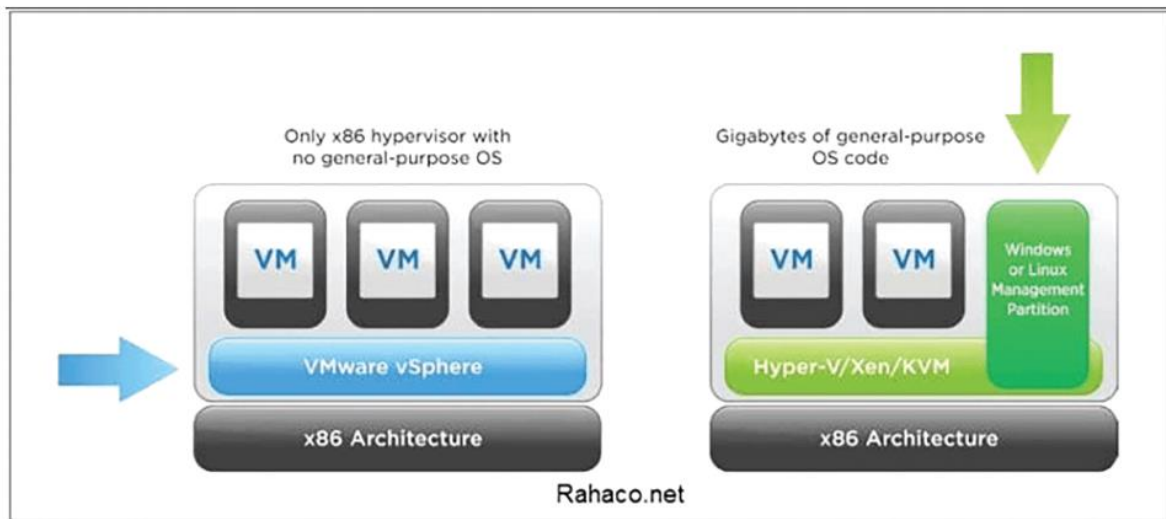 Only x86 hypervisor with
no general-purpose OS
VM
VM
VM
VMware vSphere
x86 Architecture
Gigabytes of general-purpose
OS code
VM
VM
Windows
or Linux
Management
Partition
Hyper-V/Xen/KVM
x86 Architecture
Rahaco.net